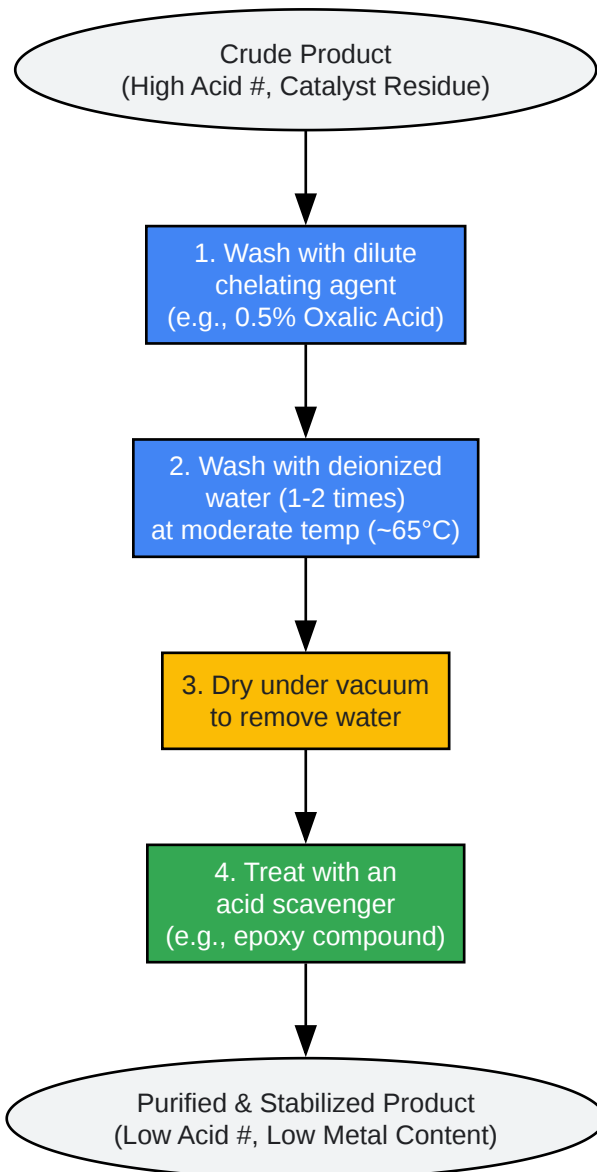 Crude Product
(High Acid #, Catalyst Residue)
1. Wash with dilute
chelating agent
(e.g., 0.5% Oxalic Acid)
2. Wash with deionized
water (1-2 times)
at moderate temp (~65°C)
3. Dry under vacuum
to remove water
4. Treat with an
acid scavenger
(e.g., epoxy compound)
Purified & Stabilized Product
(Low Acid #, Low Metal Content)